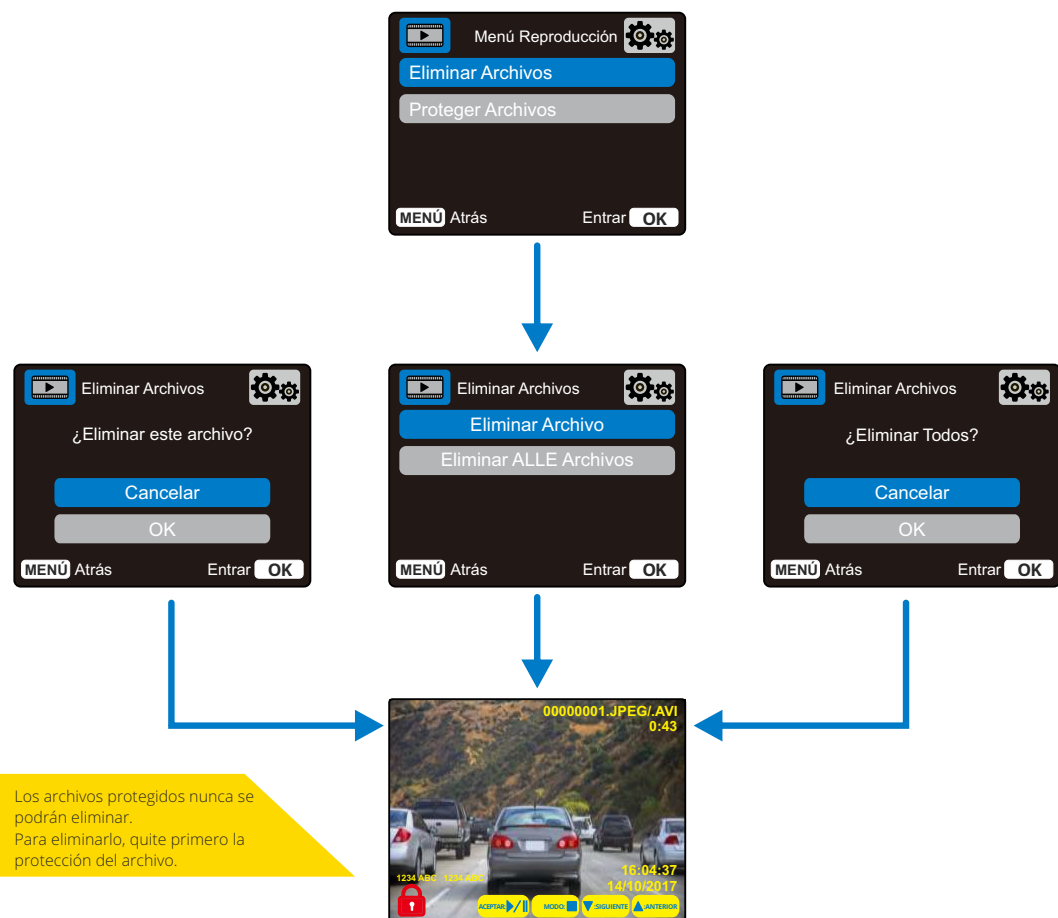 Menú Reproducción
Eliminar Archivos
Proteger Archivos
MENÚ Atrás Entrar OK
Eliminar Archivos
¿Eliminar este archivo?
Cancelar
OK
MENÚ Atrás Entrar OK
Eliminar Archivos
Eliminar Archivo
Eliminar ALLE Archivos
MENÚ Atrás Entrar OK
Eliminar Archivos
¿Eliminar Todos?
Cancelar
OK
MENÚ Atrás Entrar OK
00000001.JPEG/.AVI
0:43
Los archivos protegidos nunca se
podrán eliminar.
Para eliminarlo, quite primero la
protección del archivo.
1234 ABC 1234 ABC
16:04:37
14/10/2017
ACEPTAR: MODO: :SIGUIENTE :ANTERIOR